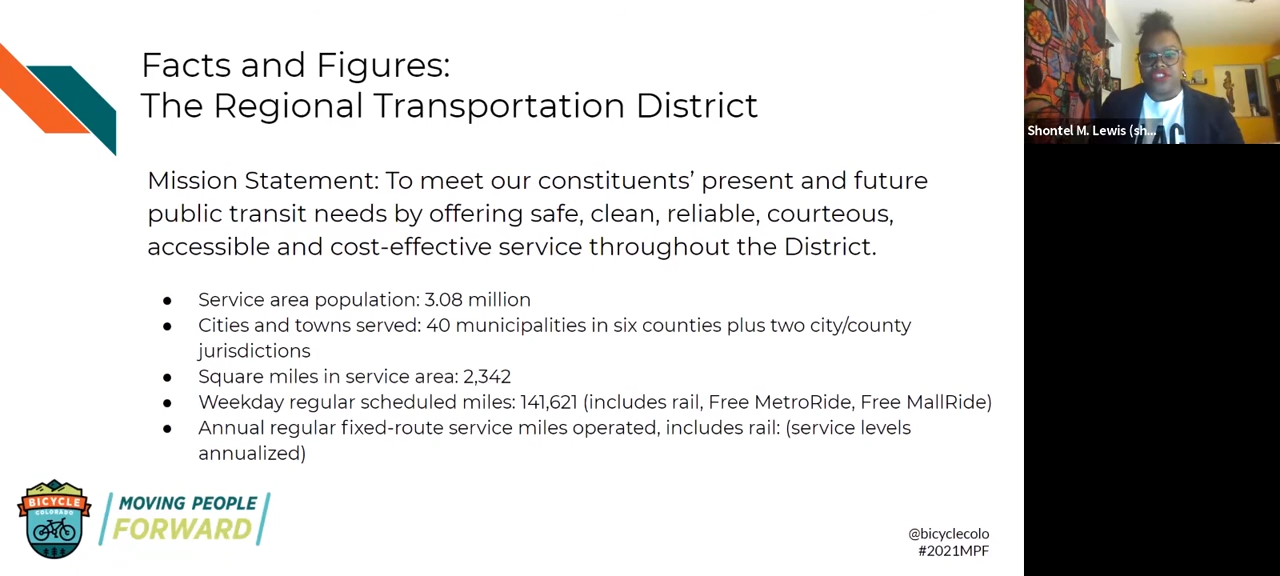 Facts and Figures:
The Regional Transportation District
Mission Statement: To meet our constituents’ present and future
public transit needs by offering safe, clean, reliable, courteous,
accessible and cost-effective service throughout the District.
● Service area population: 3.08 million
● Cities and towns served: 40 municipalities in six counties plus two city/county
jurisdictions
● Square miles in service area: 2,342
● Weekday regular scheduled miles: 141,621 (includes rail, Free MetroRide, Free MallRide)
● Annual regular fixed-route service miles operated, includes rail: (service levels
annualized)
BICYCLE
COLORADO
MOVING PEOPLE
FORWARD
@bicyclecolo
#2021MPF
Shontel M. Lewis (sh...